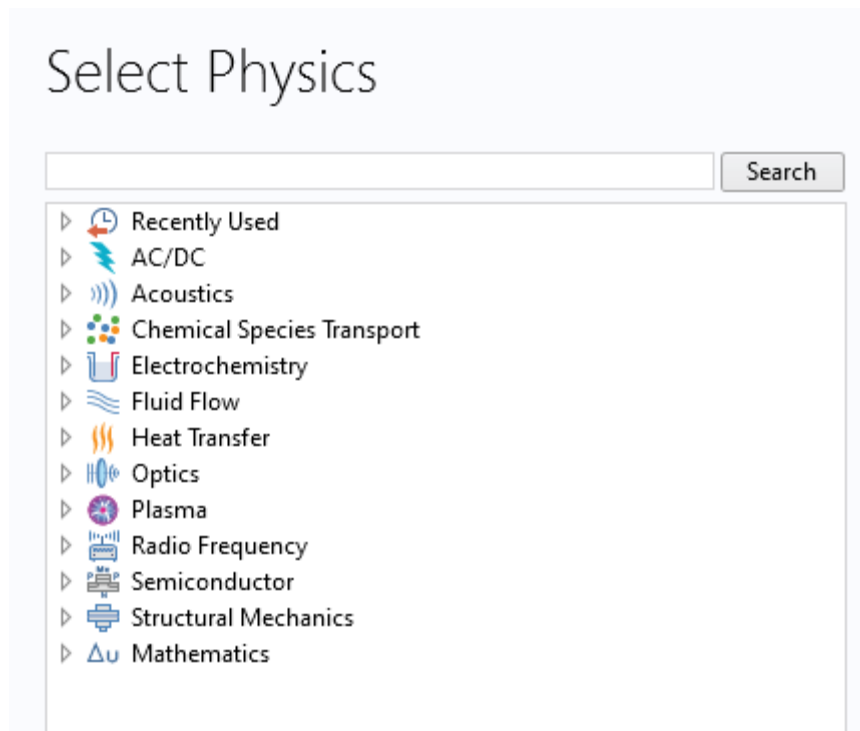 Select Physics
Search
Recently Used
AC/DC
Acoustics
Chemical Species Transport
Electrochemistry
Fluid Flow
Heat Transfer
Optics
Plasma
Radio Frequency
Semiconductor
Structural Mechanics
Δu Mathematics